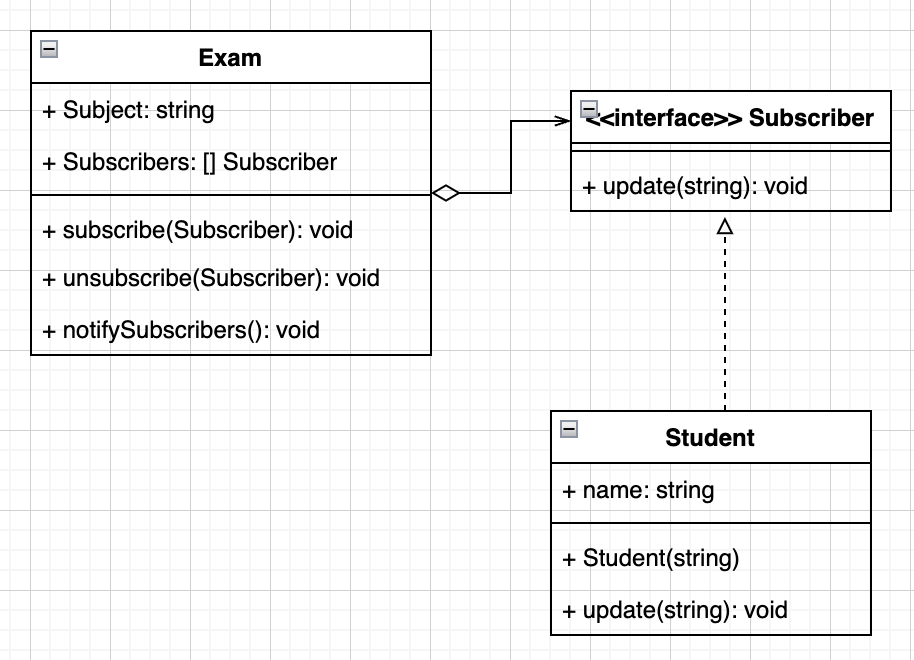 Exam
+ Subject: string
+ Subscribers: [] Subscriber
+ subscribe(Subscriber): void
+ unsubscribe(Subscriber): void
+ notifySubscribers(): void
<<interface>> Subscriber
+ update(string): void
Student
+ name: string
+ Student(string)
+ update(string): void